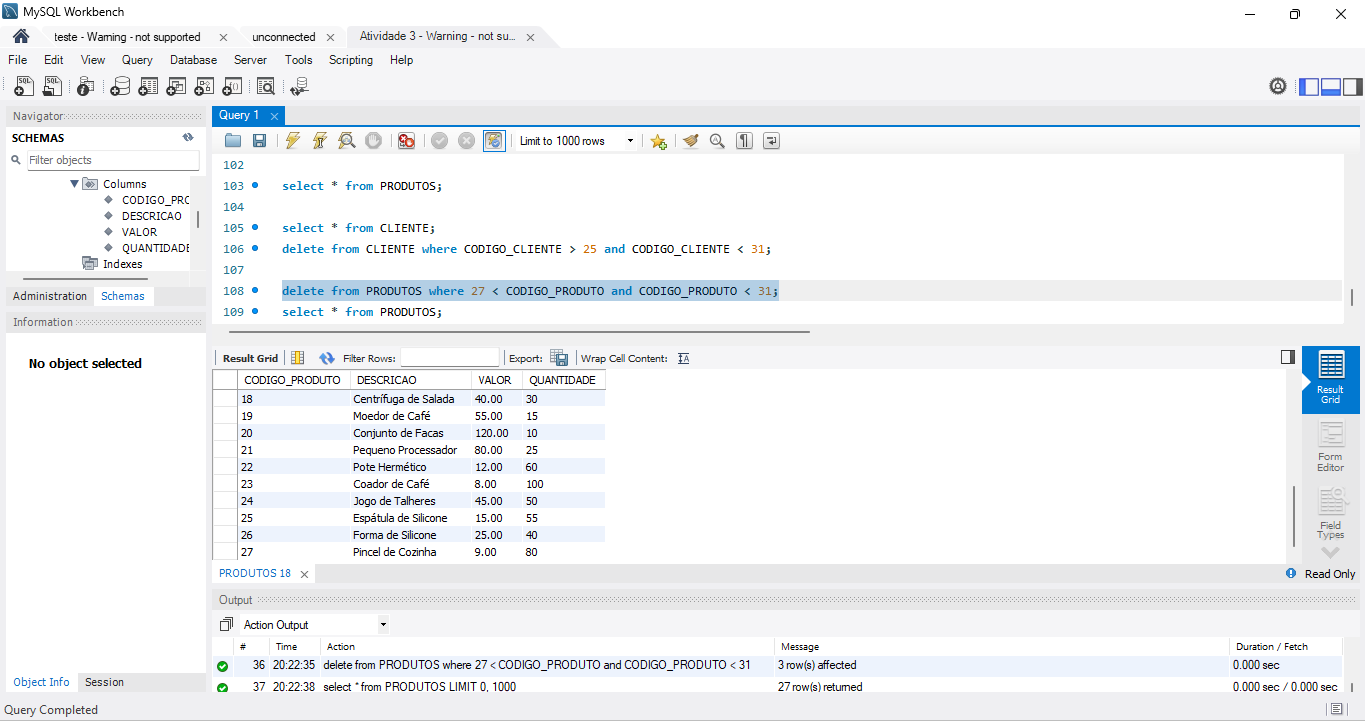 MySQL Workbench
teste - Warning - not supported
unconnected
Atividade 3 - Warning - not su...
File Edit View Query Database Server Tools Scripting Help
Navigator
SCHEMAS
Filter objects
Columns
CODIGO_PRO
DESCRICAO
VALOR
QUANTIDADE
Indexes
Administration Schemas
Information
No object selected
Object Info Session
Query 1
Limit to 1000 rows
102
103 select * from PRODUTOS;
104
105 select * from CLIENTE;
106 delete from CLIENTE where CODIGO_CLIENTE > 25 and CODIGO_CLIENTE < 31;
107
108 delete from PRODUTOS where 27 < CODIGO_PRODUTO and CODIGO_PRODUTO < 31;
109 select * from PRODUTOS;
Result Grid Filter Rows: Export: Wrap Cell Content:
CODIGO_PRODUTO DESCRICAO VALOR QUANTIDADE
18 Centrífuga de Salada 40.00 30
19 Moedor de Café 55.00 15
20 Conjunto de Facas 120.00 10
21 Pequeno Processador 80.00 25
22 Pote Hermético 12.00 60
23 Coador de Café 8.00 100
24 Jogo de Talheres 45.00 50
25 Espátula de Silicone 15.00 55
26 Forma de Silicone 25.00 40
27 Pincel de Cozinha 9.00 80
Result
Grid
Form
Editor
Field
Types
PRODUTOS 18
Read Only
Output
Action Output
# Time Action Message Duration / Fetch
36 20:22:35 delete from PRODUTOS where 27 < CODIGO_PRODUTO and CODIGO_PRODUTO < 31 3 row(s) affected 0.000 sec
37 20:22:38 select * from PRODUTOS LIMIT 0, 1000 27 row(s) returned 0.000 sec / 0.000 sec
Query Completed